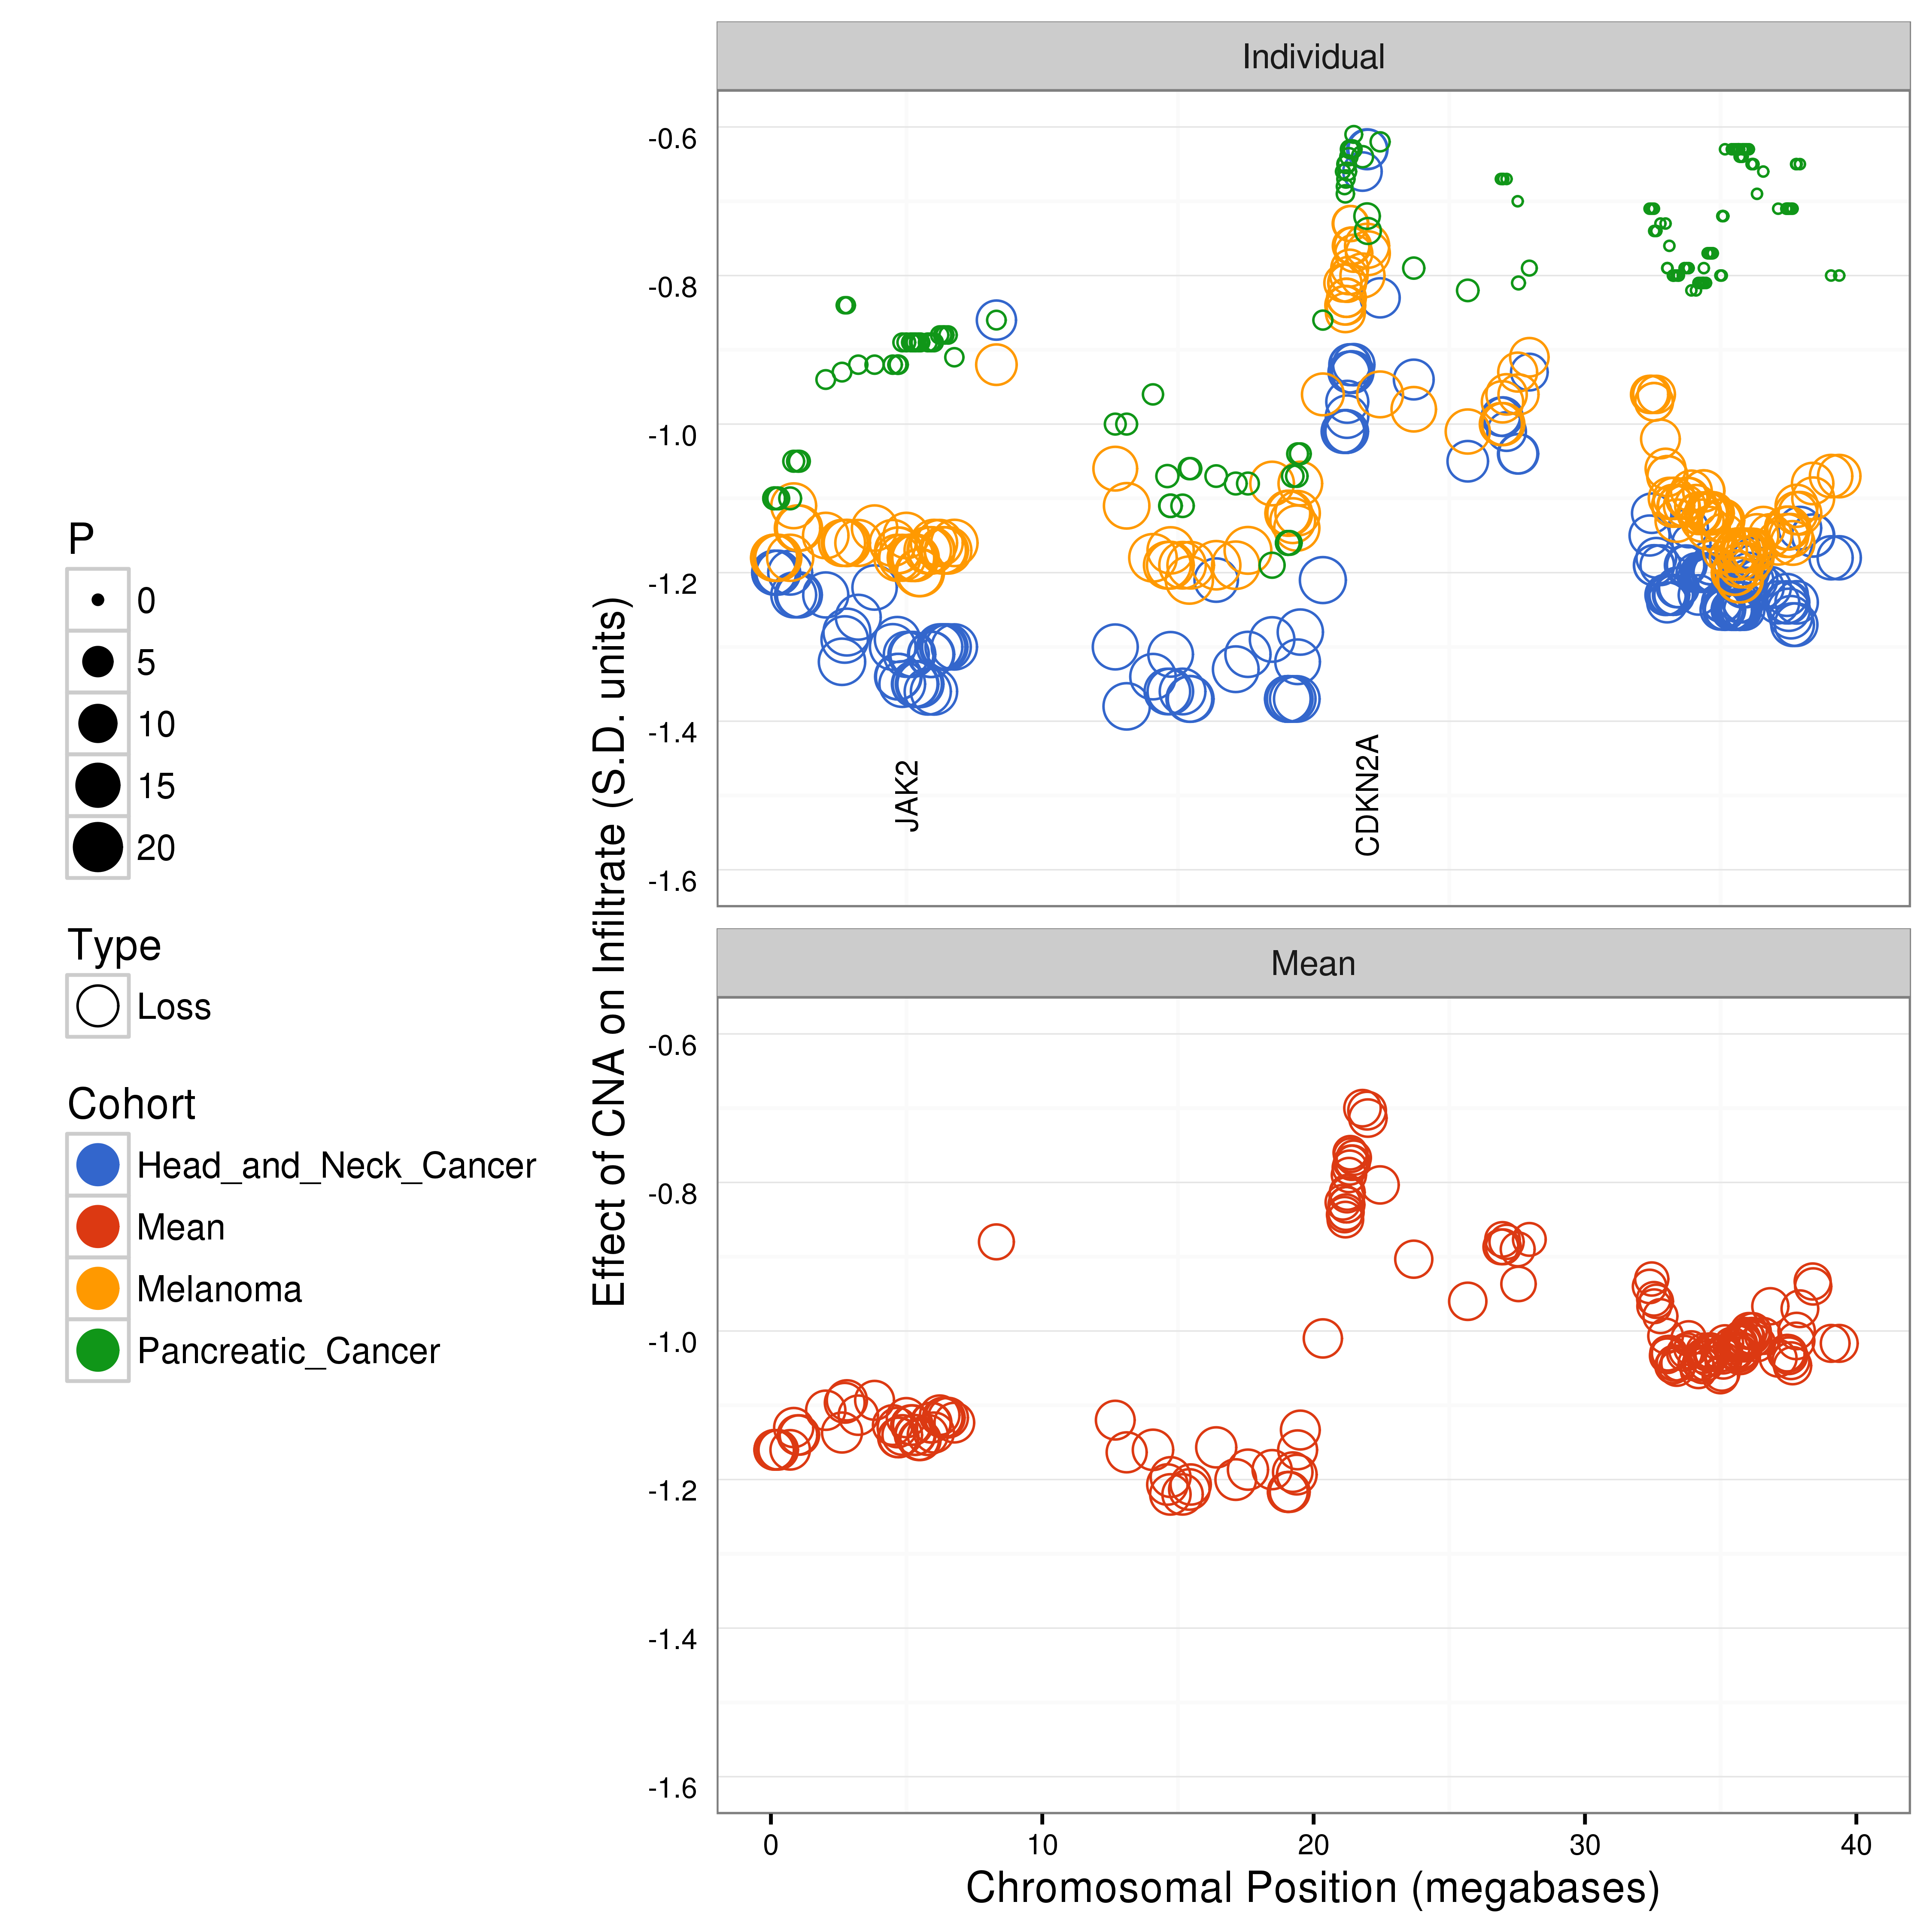 Individual
-0.6
-0.8
-1.0
-1.2
-1.4
-1.6
JAK2
CDKN2A
Mean
-0.6
-0.8
-1.0
-1.2
-1.4
-1.6
0
10
20
30
40
Chromosomal Position (megabases)
Effect of CNA on Infiltrate (S.D. units)
P
0
5
10
15
20
Type
Loss
Cohort
Head_and_Neck_Cancer
Mean
Melanoma
Pancreatic_Cancer